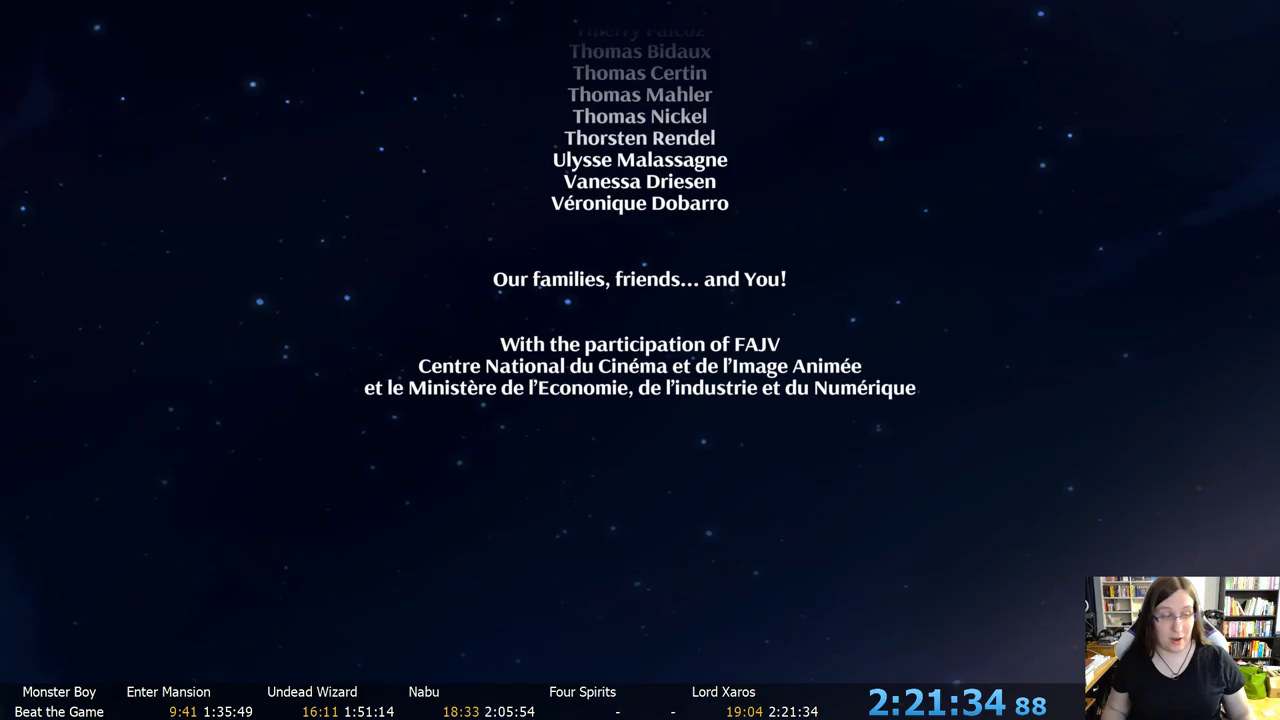 Thierry Falcoz
Thomas Bidaux
Thomas Certin
Thomas Mahler
Thomas Nickel
Thorsten Rendel
Ulysse Malassagne
Vanessa Driesen
Véronique Dobarro
Our families, friends... and You!
With the participation of FAJV
Centre National du Cinéma et de l'Image Animée
et le Ministère de l'Economie, de l'industrie et du Numérique
Monster Boy Enter Mansion Undead Wizard Nabu Four Spirits Lord Xaros
Beat the Game 9:41 1:35:49 16:11 1:51:14 18:33 2:05:54 - - 19:04 2:21:34
2:21:34 88